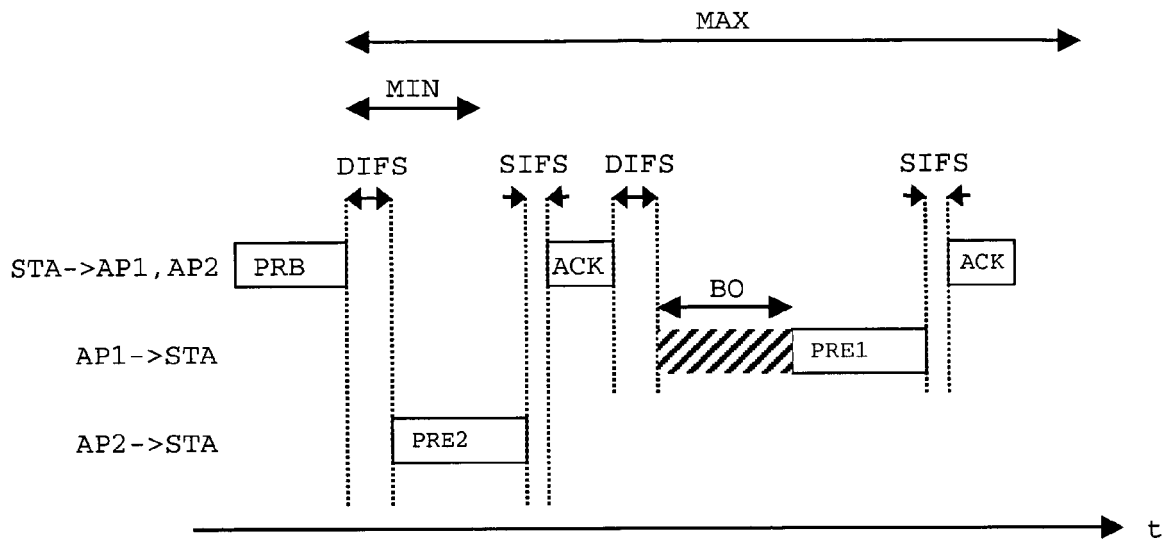 MAX
MIN
DIFS SIFS DIFS SIFS
STA->AP1,AP2 PRB ACK ACK
BO
AP1->STA PRE1
AP2->STA PRE2
t